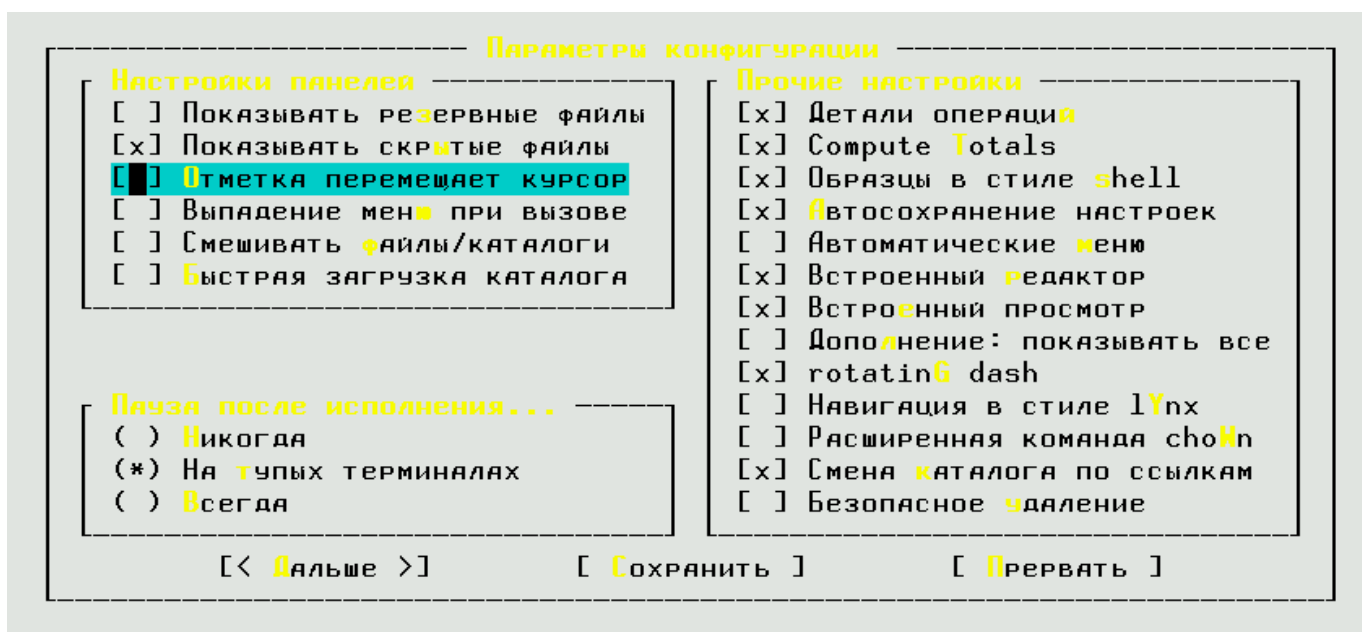 Параметры конфигурации
Настройки панелей
[ ] Показывать резервные файлы
[x] Показывать скрытые файлы
[ ] Отметка перемещает курсор
[ ] Выпадение меню при вызове
[ ] Смешивать файлы/каталоги
[ ] Быстрая загрузка каталога
Пауза после исполнения...
( ) Никогда
(*) На тупых терминалах
( ) Всегда
Прочие настройки
[x] Детали операций
[x] Compute Totals
[x] Образцы в стиле shell
[x] Автосохранение настроек
[ ] Автоматические меню
[x] Встроенный редактор
[x] Встроенный просмотр
[ ] Дополнение: показывать все
[x] rotatinG dash
[ ] Навигация в стиле lYnx
[ ] Расширенная команда choWn
[x] Смена каталога по ссылкам
[ ] Безопасное удаление
[< Дальше >] [ Сохранить ] [ Прервать ]